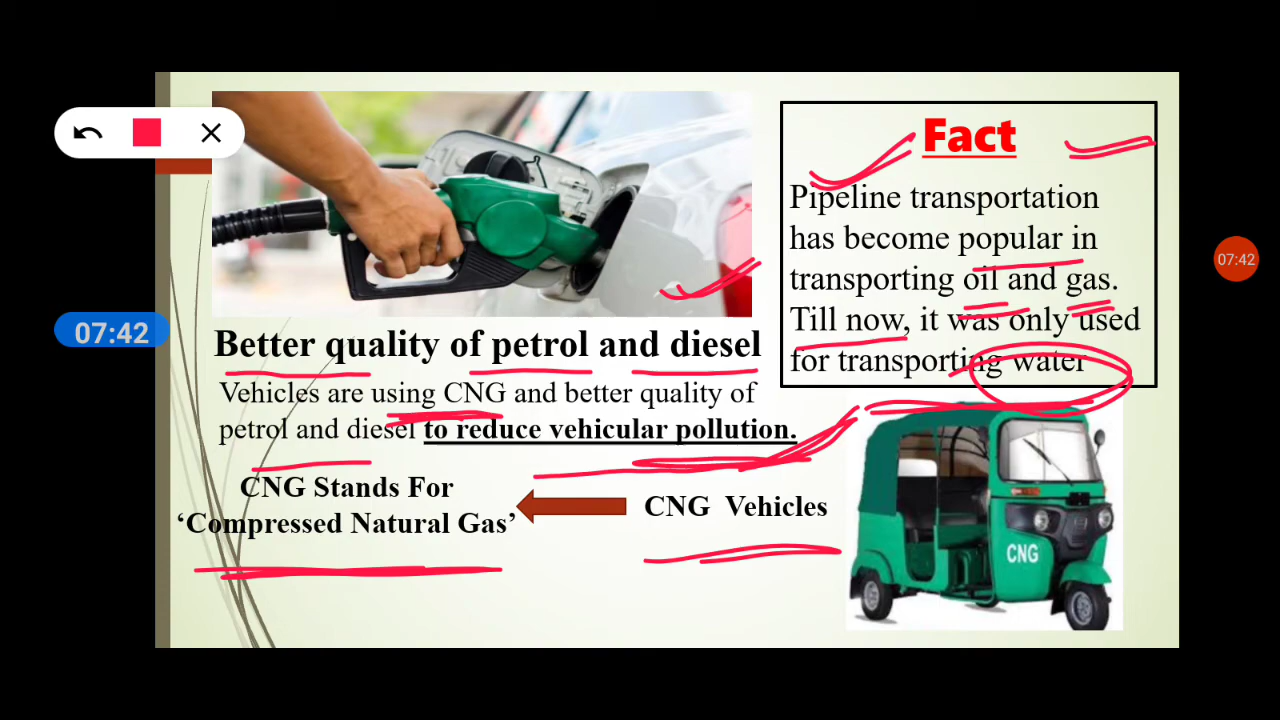 Fact
Pipeline transportation
has become popular in
transporting oil and gas.
Till now, it was only used
for transporting water
07:42
07:42
Better quality of petrol and diesel
Vehicles are using CNG and better quality of
petrol and diesel to reduce vehicular pollution.
CNG Stands For
‘Compressed Natural Gas’
CNG Vehicles
CNG